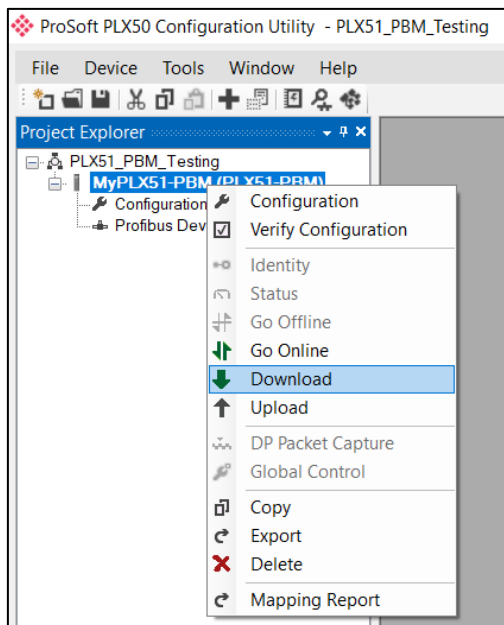 ProSoft PLX50 Configuration Utility - PLX51_PBM_Testing
File Device Tools Window Help
Project Explorer
PLX51_PBM_Testing
MyPLX51-PBM (PLX51-PBM)
Configuration
Profibus Dev
Configuration
Verify Configuration
Identity
Status
Go Offline
Go Online
Download
Upload
DP Packet Capture
Global Control
Copy
Export
Delete
Mapping Report